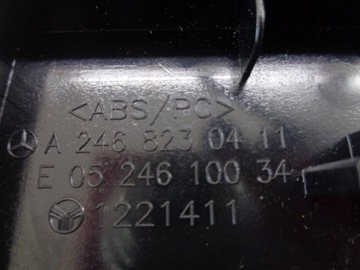 <ABS/PC>
A 246 823 04 11
E 05 246 100 34
1221411